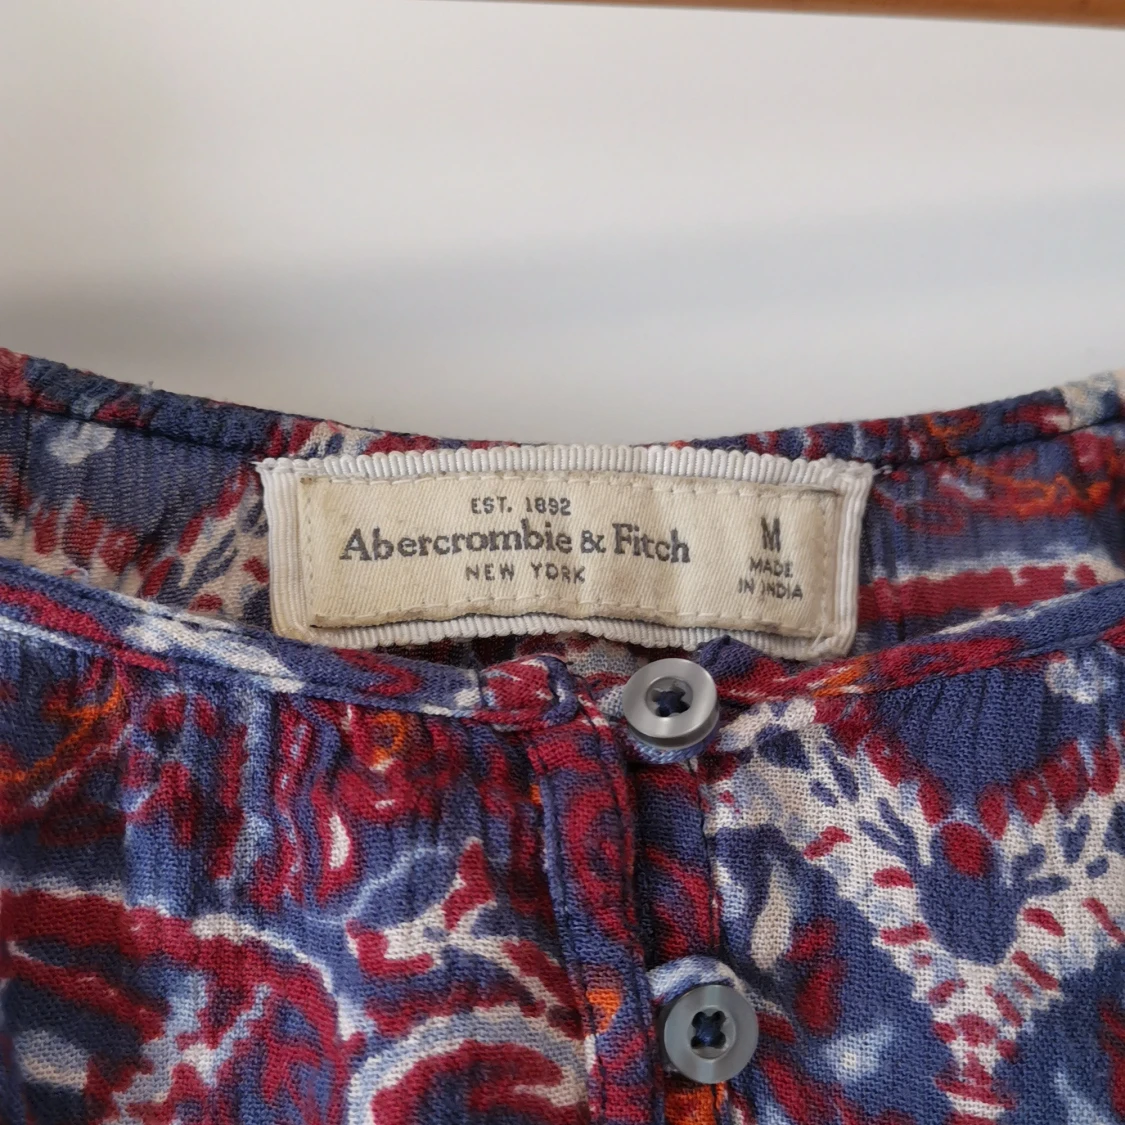 EST. 1892
Abercrombie & Fitch
NEW YORK
M
MADE
IN INDIA